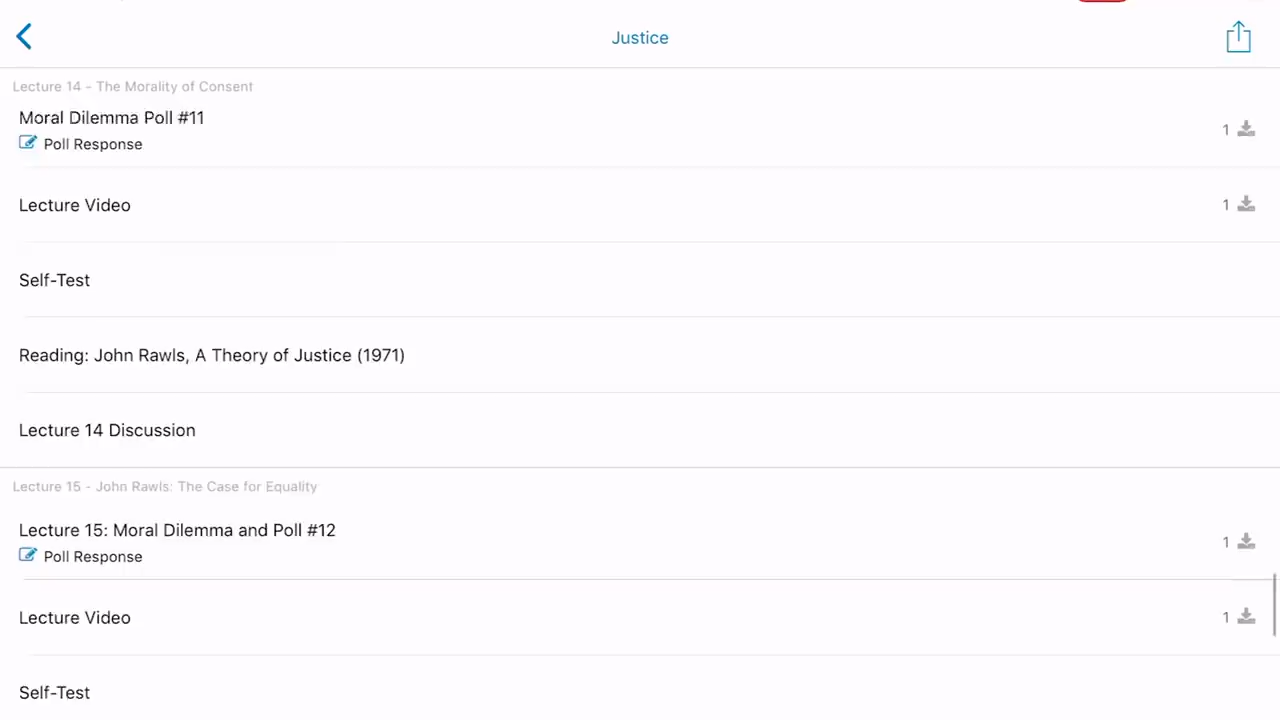 Justice
Lecture 14 - The Morality of Consent
Moral Dilemma Poll #11
Poll Response
1
Lecture Video
1
Self-Test
Reading: John Rawls, A Theory of Justice (1971)
Lecture 14 Discussion
Lecture 15 - John Rawls: The Case for Equality
Lecture 15: Moral Dilemma and Poll #12
Poll Response
1
Lecture Video
1
Self-Test